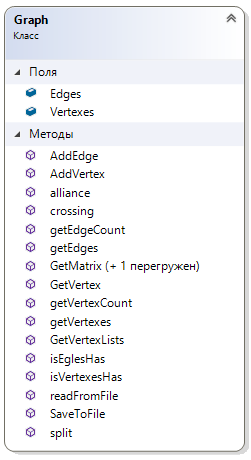 Graph
Класс
Поля
Edges
Vertexes
Методы
AddEdge
AddVertex
alliance
crossing
getEdgeCount
getEdges
GetMatrix (+ 1 перегружен)
GetVertex
getVertexCount
getVertexes
GetVertexLists
isEglesHas
isVertexesHas
readFromFile
SaveToFile
split